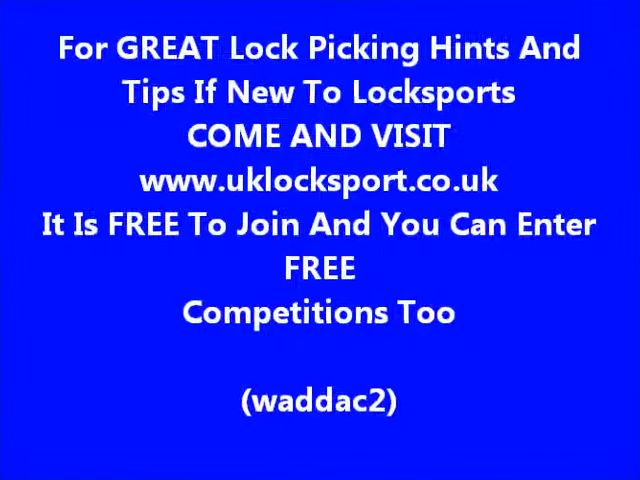 For GREAT Lock Picking Hints And
Tips If New To Locksports
COME AND VISIT
www.uklocksport.co.uk
It Is FREE To Join And You Can Enter
FREE
Competitions Too
(waddac2)